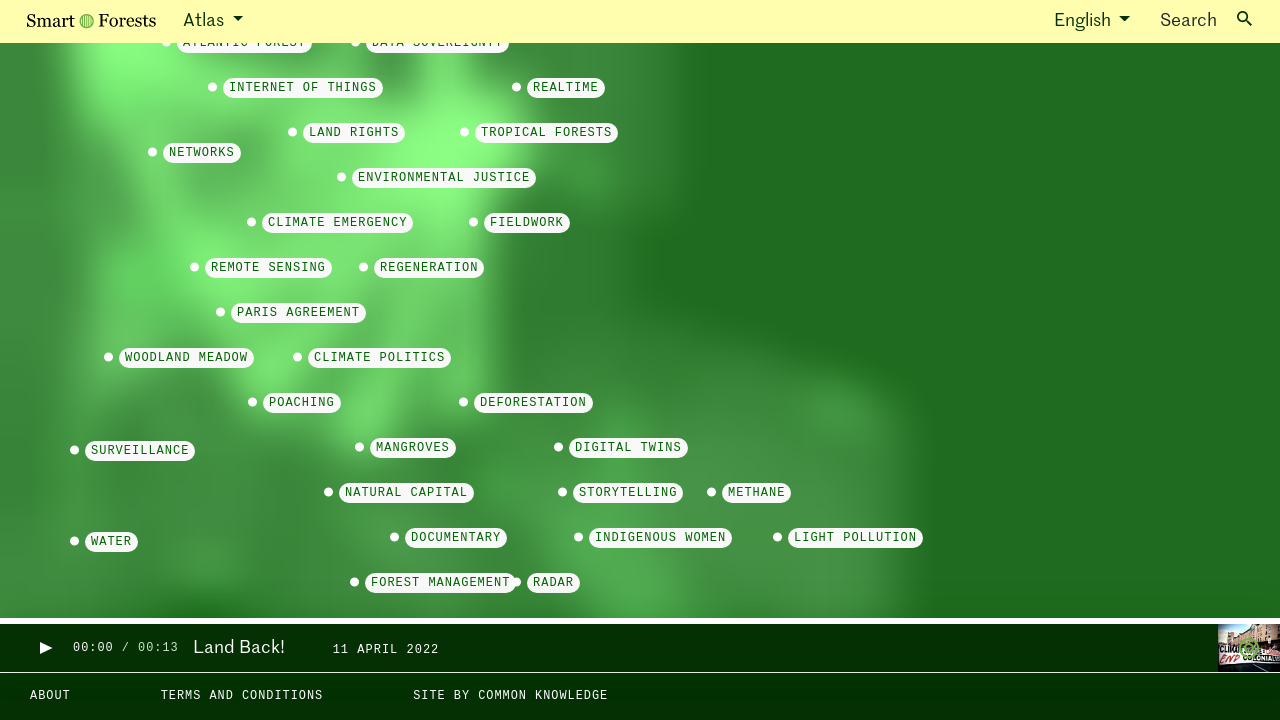 Smart Forests Atlas English Search
ATLANTIC FOREST DATA SOVEREIGNTY
INTERNET OF THINGS REALTIME
LAND RIGHTS TROPICAL FORESTS
NETWORKS
ENVIRONMENTAL JUSTICE
CLIMATE EMERGENCY FIELDWORK
REMOTE SENSING REGENERATION
PARIS AGREEMENT
WOODLAND MEADOW CLIMATE POLITICS
POACHING DEFORESTATION
SURVEILLANCE MANGROVES DIGITAL TWINS
NATURAL CAPITAL STORYTELLING METHANE
WATER DOCUMENTARY INDIGENOUS WOMEN LIGHT POLLUTION
FOREST MANAGEMENT RADAR
00:00 / 00:13 Land Back! 11 APRIL 2022
END
ABOUT TERMS AND CONDITIONS SITE BY COMMON KNOWLEDGE